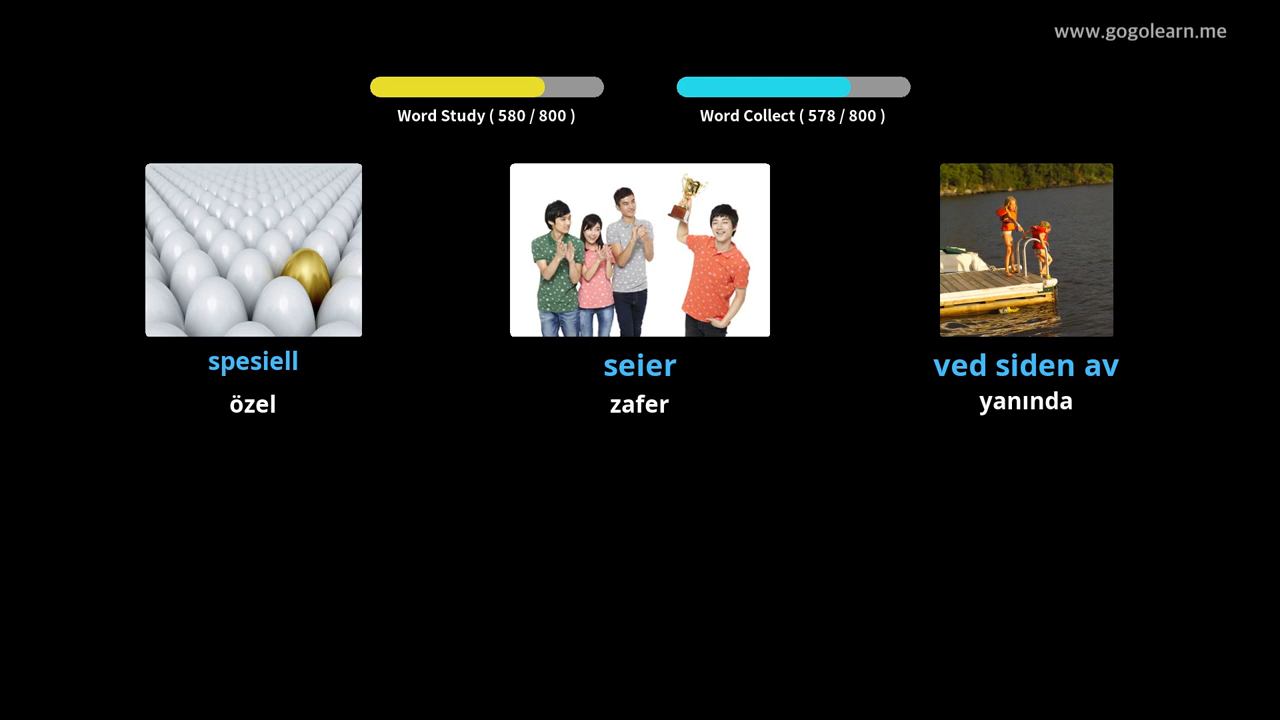 www.gogolearn.me
Word Study ( 580 / 800 )
Word Collect ( 578 / 800 )
spesiell
seier
ved siden av
özel
zafer
yanında